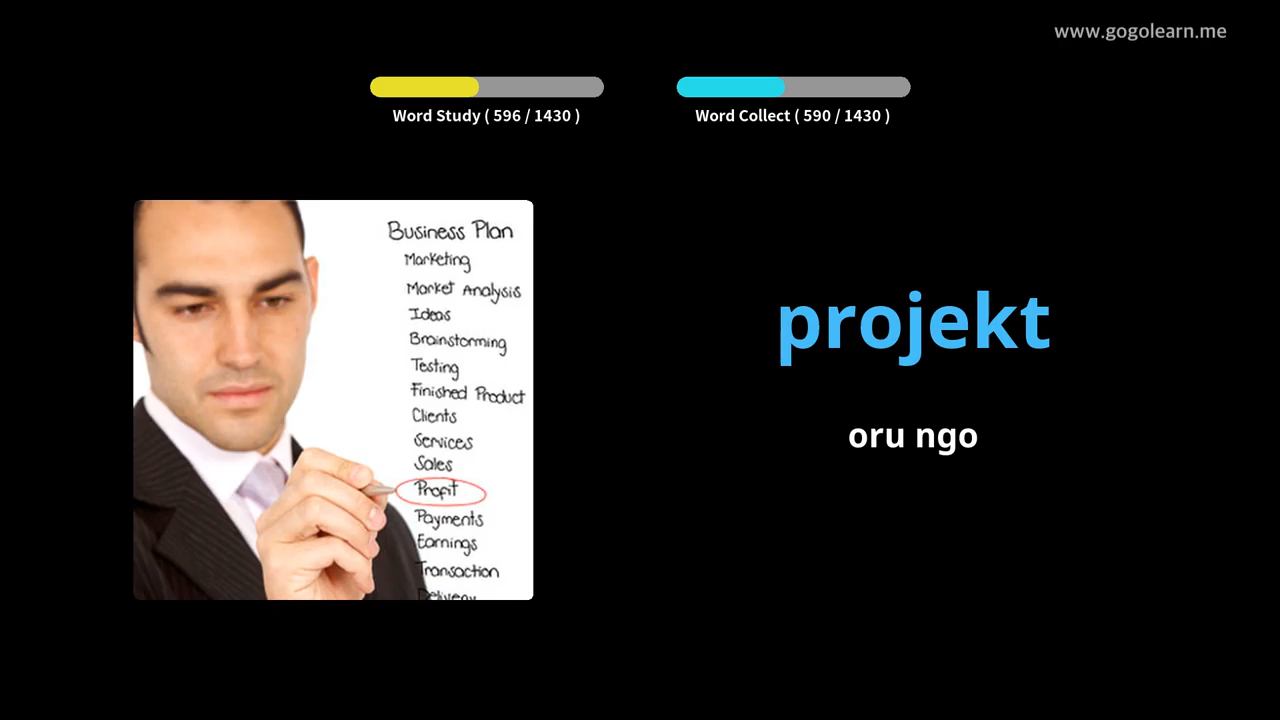 www.gogolearn.me
Word Study ( 596 / 1430 )
Word Collect ( 590 / 1430 )
Business Plan
Marketing
Market Analysis
Ideas
Brainstorming
Testing
Finished Product
Clients
Services
Sales
Profit
Payments
Earnings
Transaction
Delivery
projekt
oru ngo